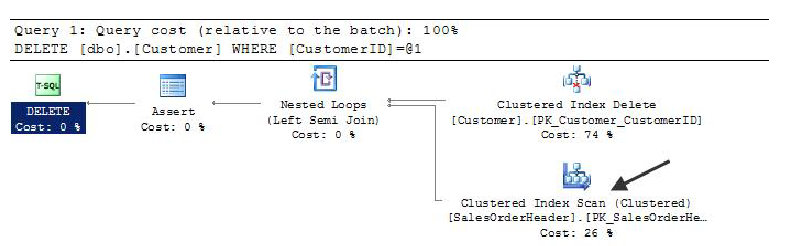 Query 1: Query cost (relative to the batch): 100%
DELETE [dbo].[Customer] WHERE [CustomerID]=@1
T-SQL
DELETE
Cost: 0 %
Assert
Cost: 0 %
Nested Loops
(Left Semi Join)
Cost: 0 %
Clustered Index Delete
[Customer].[PK_Customer_CustomerID]
Cost: 74 %
Clustered Index Scan (Clustered)
[SalesOrderHeader].[PK_SalesOrderHe…
Cost: 26 %